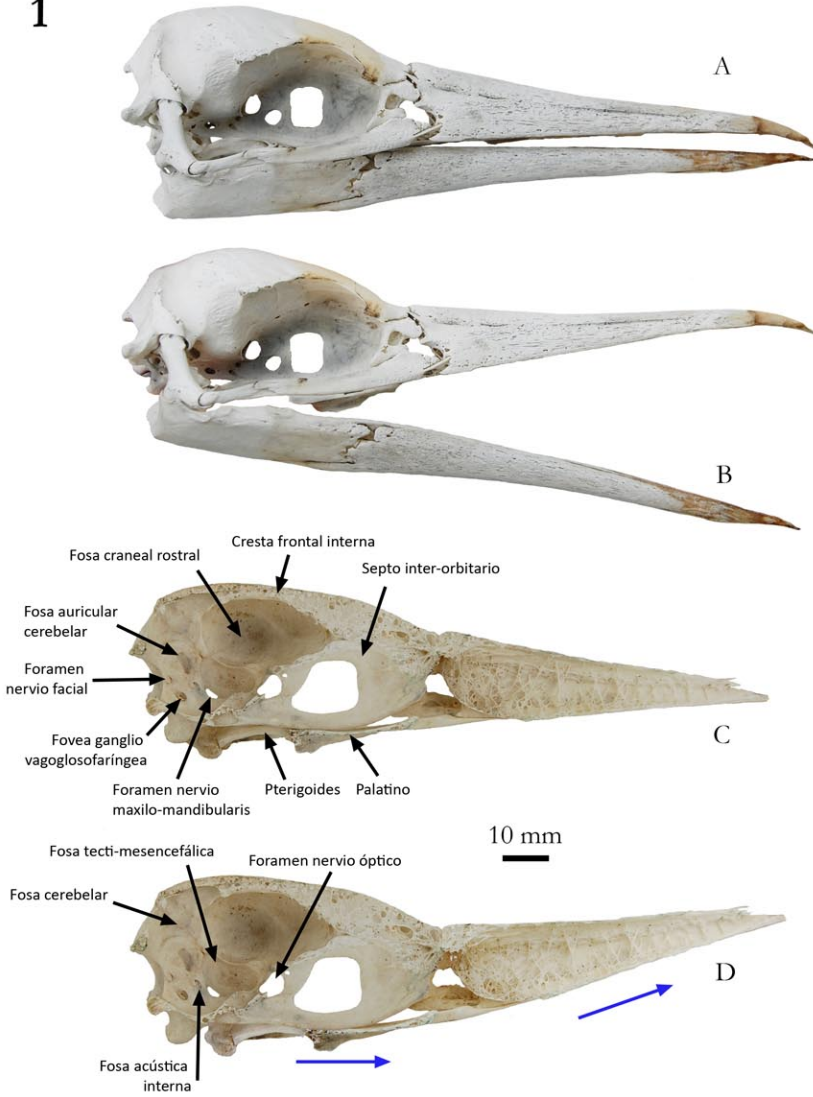 1
A
B
Cresta frontal interna
Fosa craneal rostral
Septo inter-orbitario
Fosa auricular
cerebelar
Foramen
nervio facial
Fovea ganglio
vagoglosofaríngea
Foramen nervio
maxilo-mandibularis
Pterigoides
Palatino
C
10 mm
Fosa tecti-mesencefálica
Foramen nervio óptico
Fosa cerebelar
D
Fosa acústica
interna